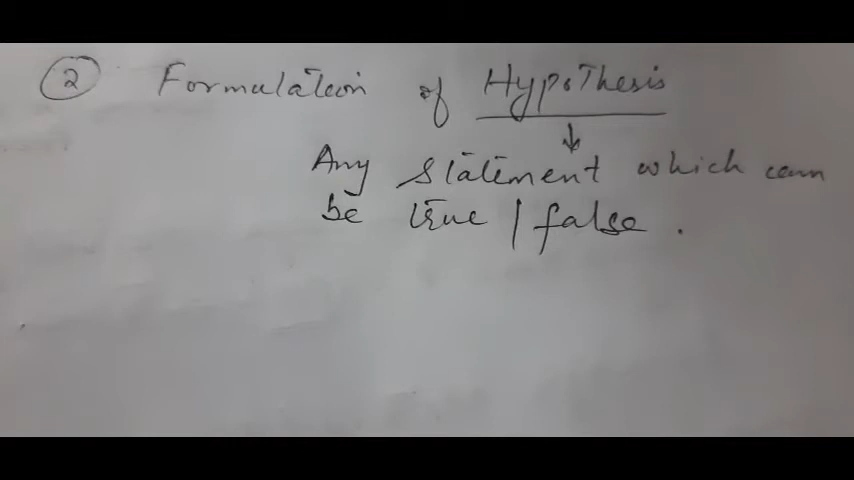 ② Formulation of Hypothesis
↓
Any statement which can
be true / false.